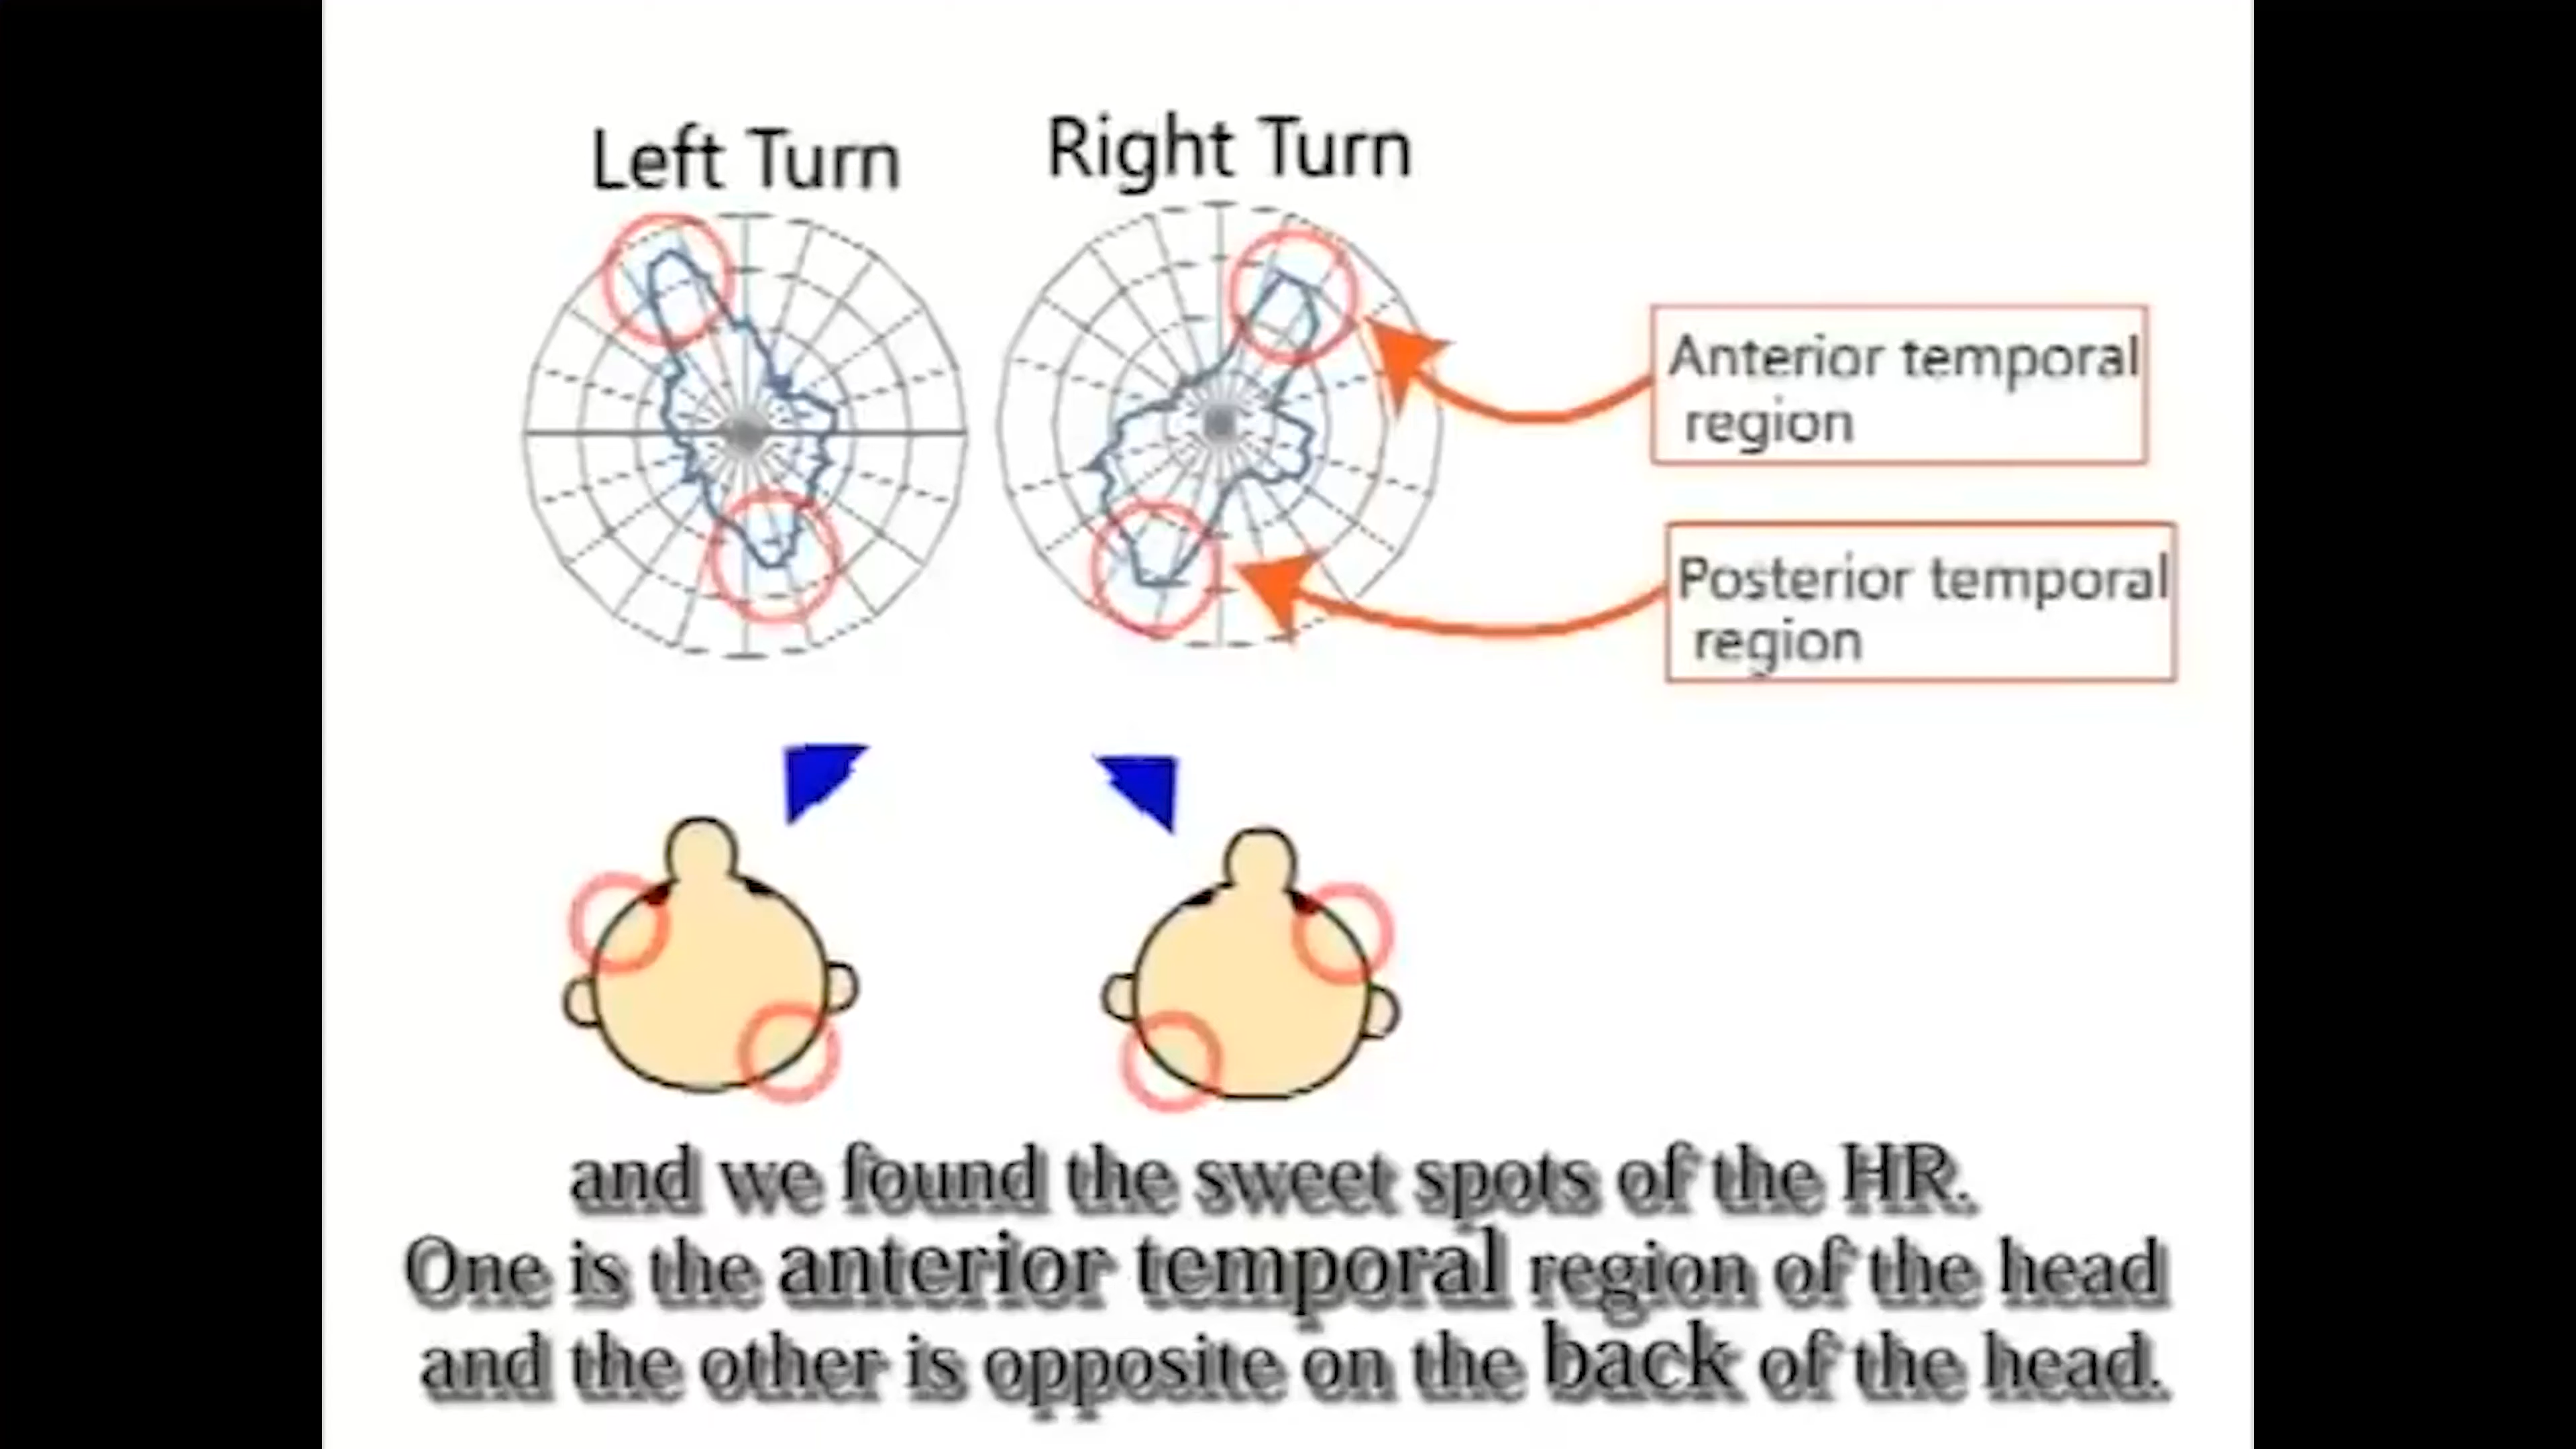 Left Turn
Right Turn
Anterior temporal
region
Posterior temporal
region
and we found the sweet spots of the HR.
One is the anterior temporal region of the head
and the other is opposite on the back of the head.